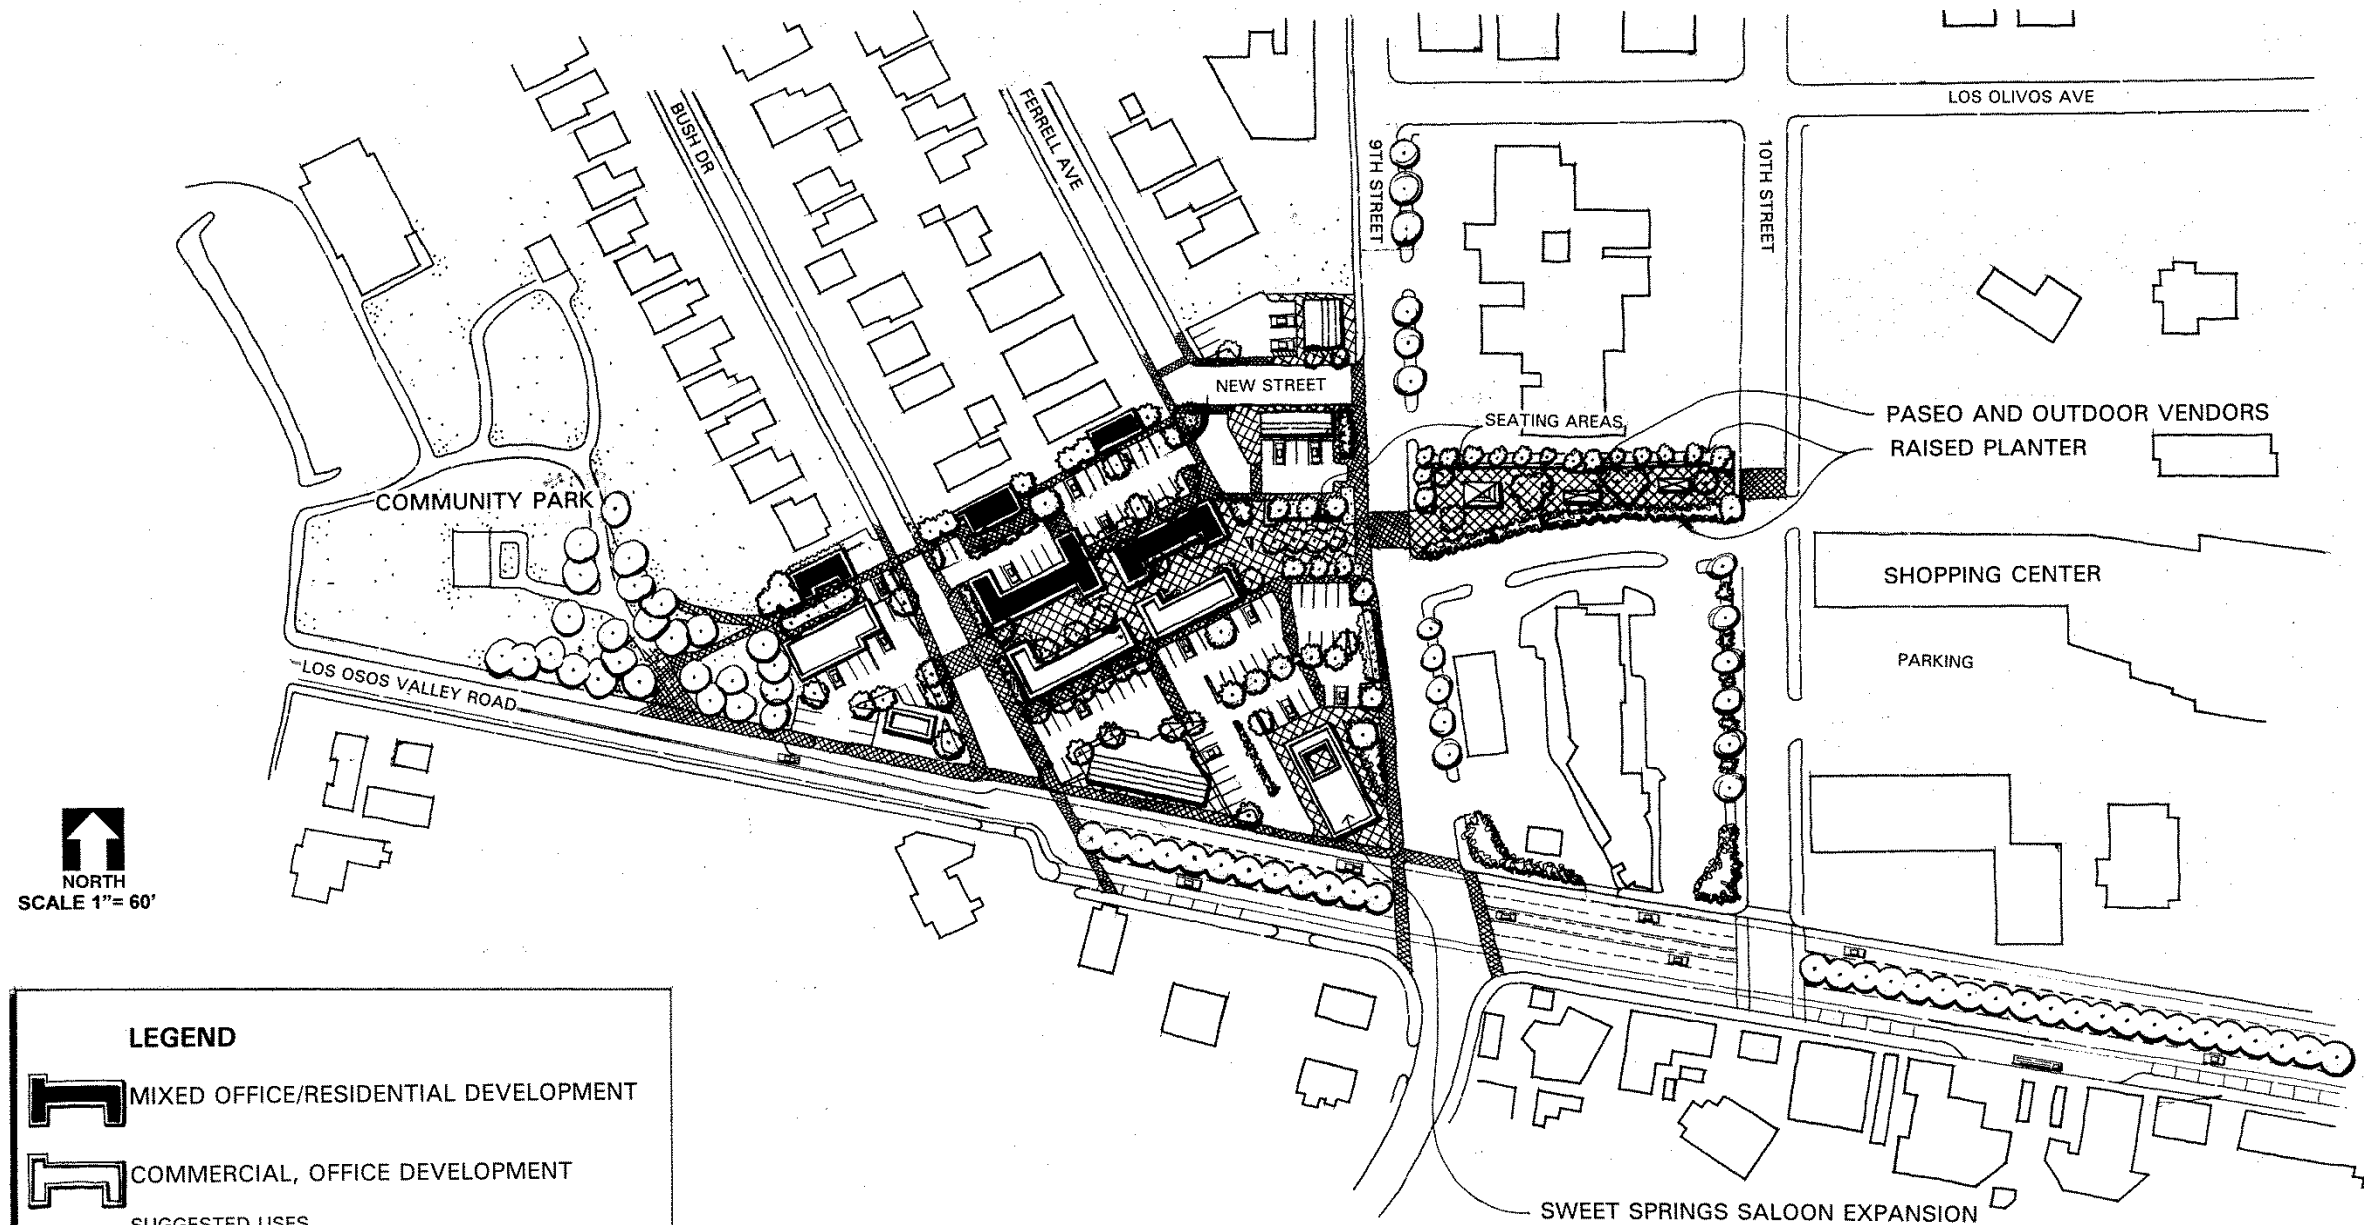 LOS OLIVOS AVE
BUSH DR
FERRELL AVE
9TH STREET
10TH STREET
NEW STREET
SEATING AREAS
PASEO AND OUTDOOR VENDORS
RAISED PLANTER
COMMUNITY PARK
SHOPPING CENTER
PARKING
LOS OSOS VALLEY ROAD
NORTH
SCALE 1"= 60'
LEGEND
MIXED OFFICE/RESIDENTIAL DEVELOPMENT
COMMERCIAL, OFFICE DEVELOPMENT
SUGGESTED USES
SWEET SPRINGS SALOON EXPANSION